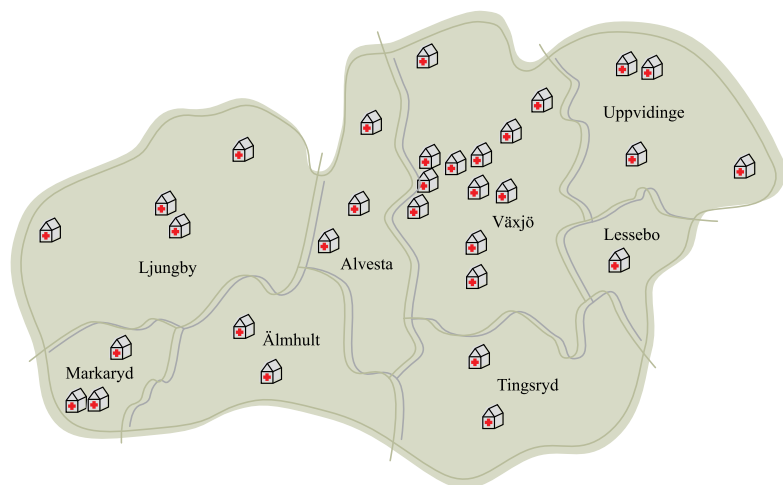 Uppvidinge
Växjö
Lessebo
Ljungby
Alvesta
Älmhult
Markaryd
Tingsryd